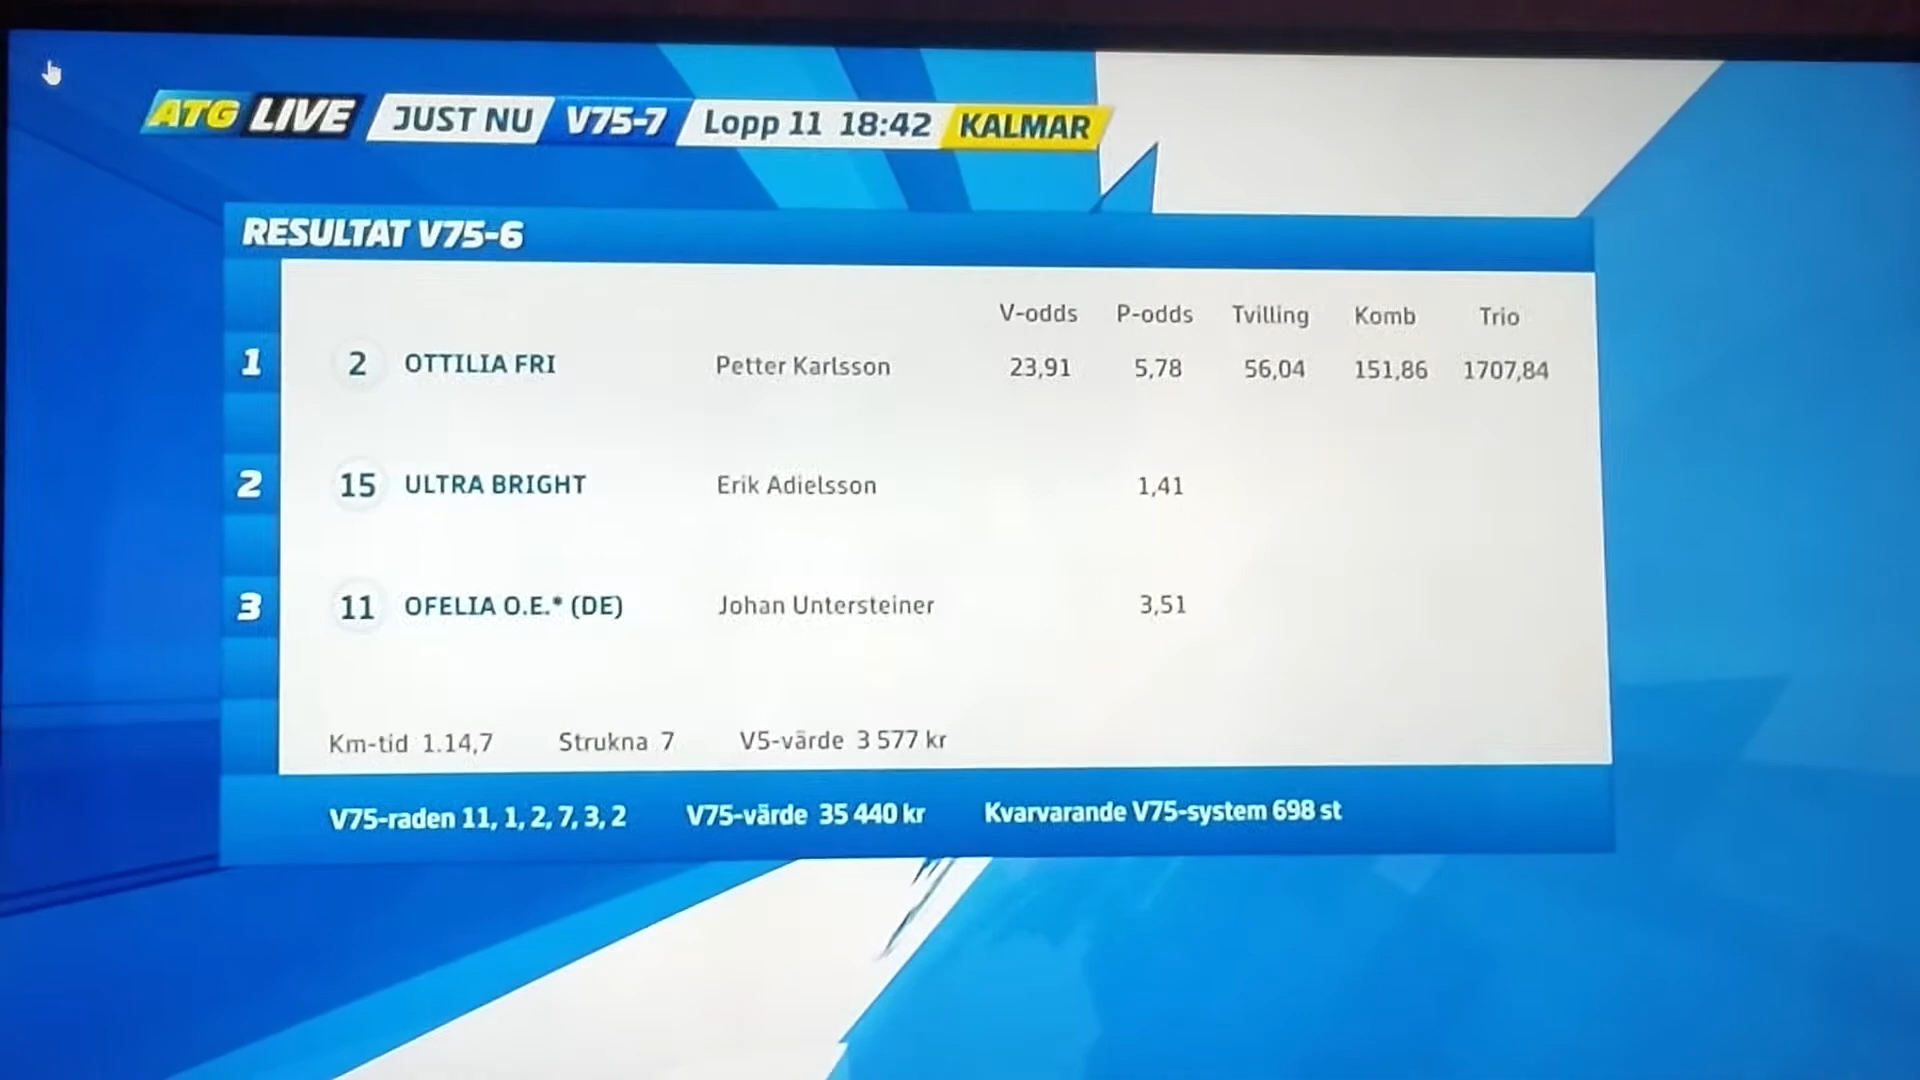 ATG LIVE JUST NU V75-7 Lopp 11 18:42 KALMAR
RESULTAT V75-6
V-odds P-odds Tvilling Komb Trio
1 2 OTTILIA FRI Petter Karlsson 23,91 5,78 56,04 151,86 1707,84
2 15 ULTRA BRIGHT Erik Adielsson 1,41
3 11 OFELIA O.E.* (DE) Johan Untersteiner 3,51
Km-tid 1.14,7 Strukna 7 V5-värde 3 577 kr
V75-raden 11, 1, 2, 7, 3, 2 V75-värde 35 440 kr Kvarvarande V75-system 698 st